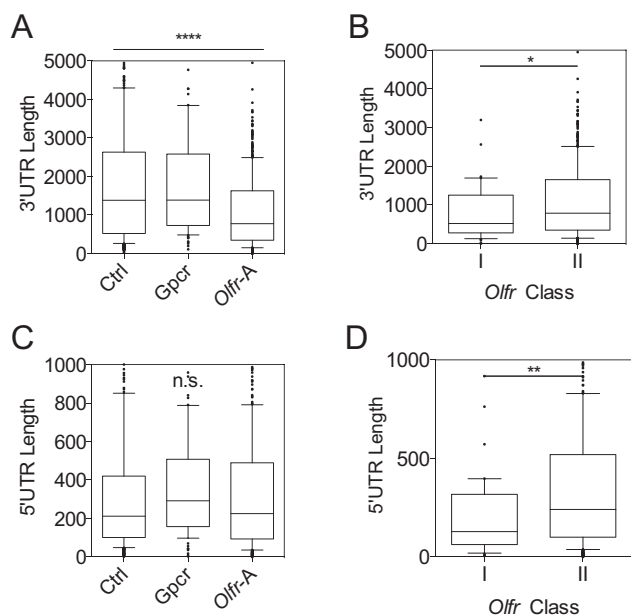 A
****
3'UTR Length
5000
4000
3000
2000
1000
0
Ctrl
Gpcr
Olfr-A
B
*
3'UTR Length
5000
4000
3000
2000
1000
0
I
II
Olfr Class
C
n.s.
5'UTR Length
1000
800
600
400
200
0
Ctrl
Gpcr
Olfr-A
D
**
5'UTR Length
1000
500
0
I
II
Olfr Class